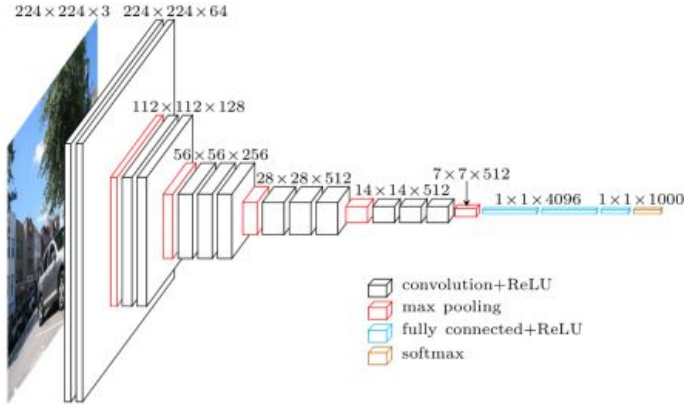 224×224×3
224×224×64
112×112×128
56×56×256
28×28×512
14×14×512
7×7×512
1×1×4096
1×1×1000
convolution+ReLU
max pooling
fully connected+ReLU
softmax